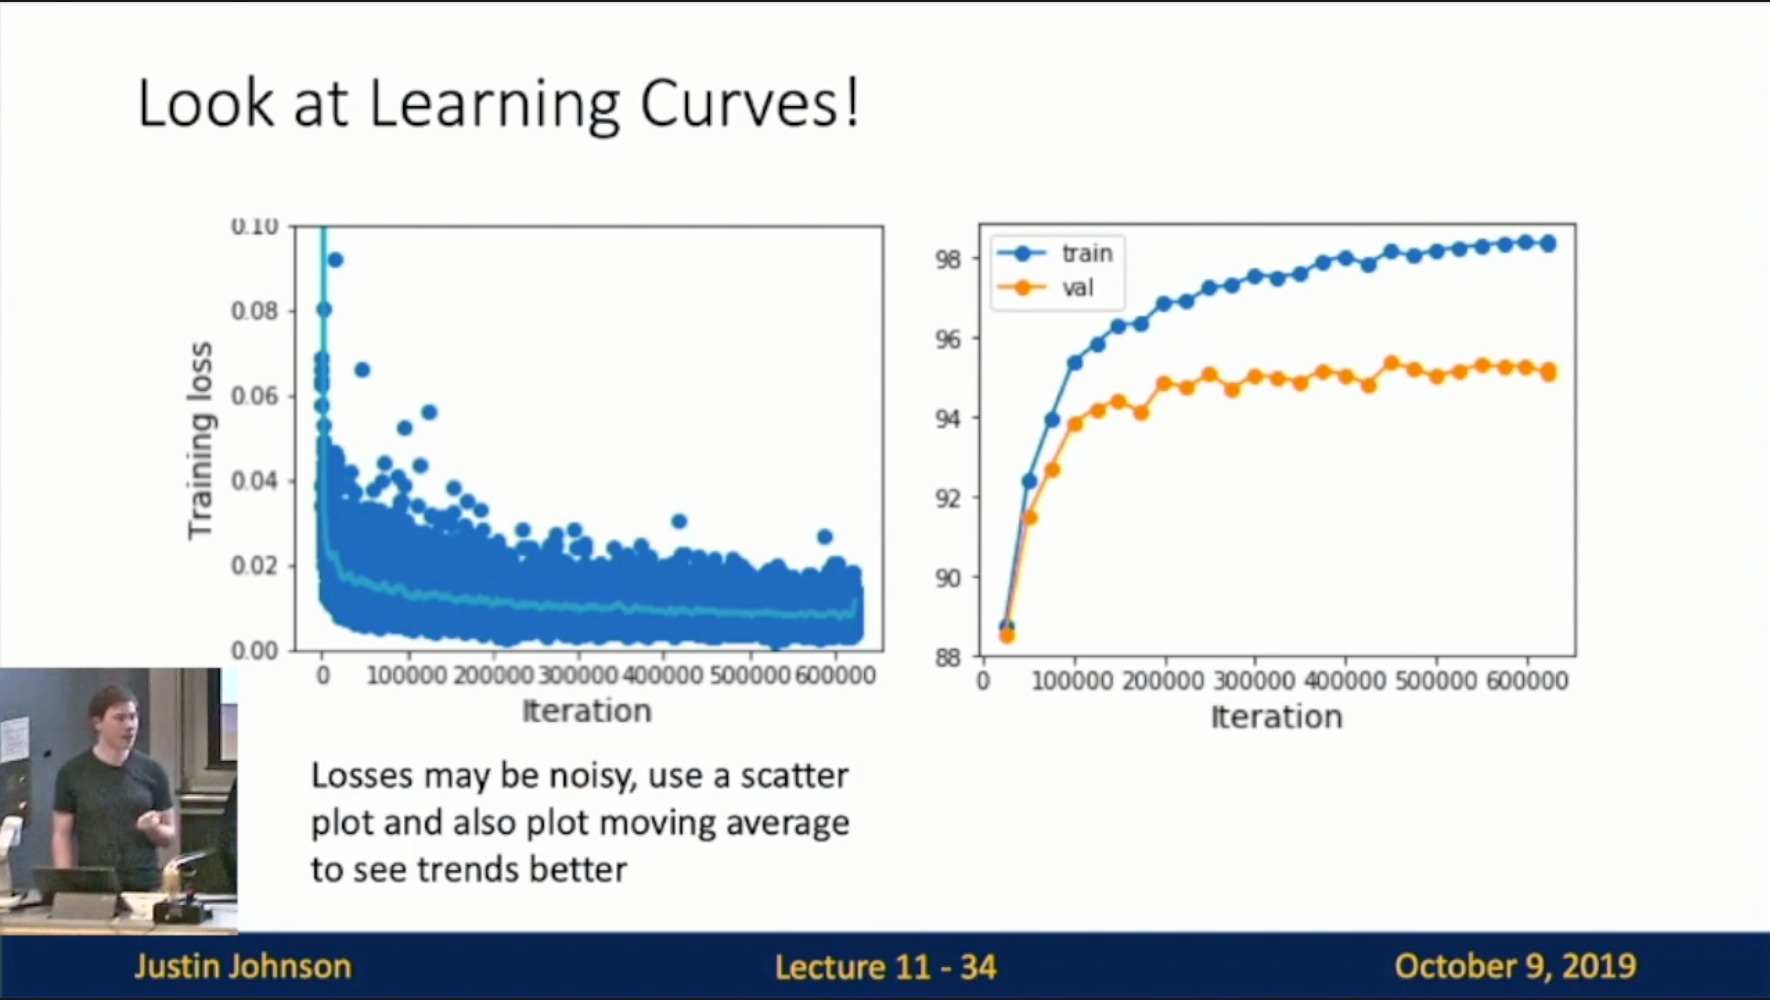 Look at Learning Curves!
0.10
0.08
0.06
0.04
0.02
0.00
Training loss
0 100000 200000 300000 400000 500000 600000
Iteration
train
val
98
96
94
92
90
88
0 100000 200000 300000 400000 500000 600000
Iteration
Losses may be noisy, use a scatter
plot and also plot moving average
to see trends better
Justin Johnson
Lecture 11 - 34
October 9, 2019